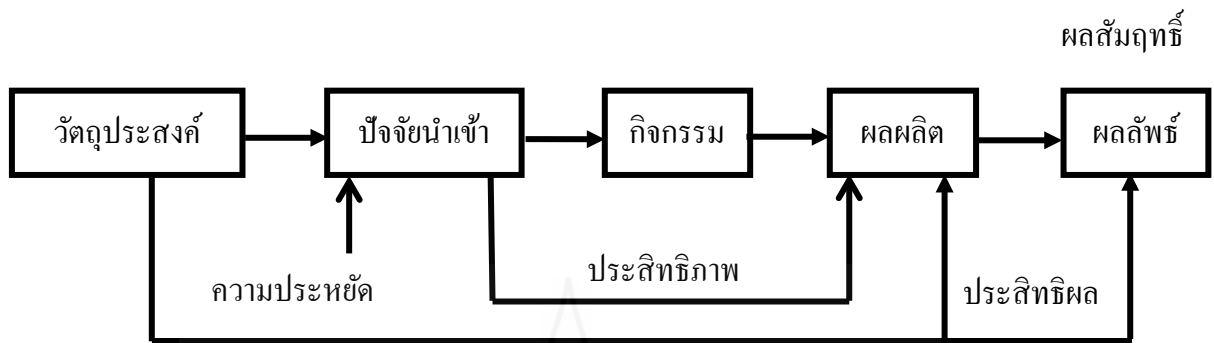 ผลสัมฤทธิ์
วัตถุประสงค์
ปัจจัยนำเข้า
กิจกรรม
ผลผลิต
ผลลัพธ์
ความประหยัด
ประสิทธิภาพ
ประสิทธิผล